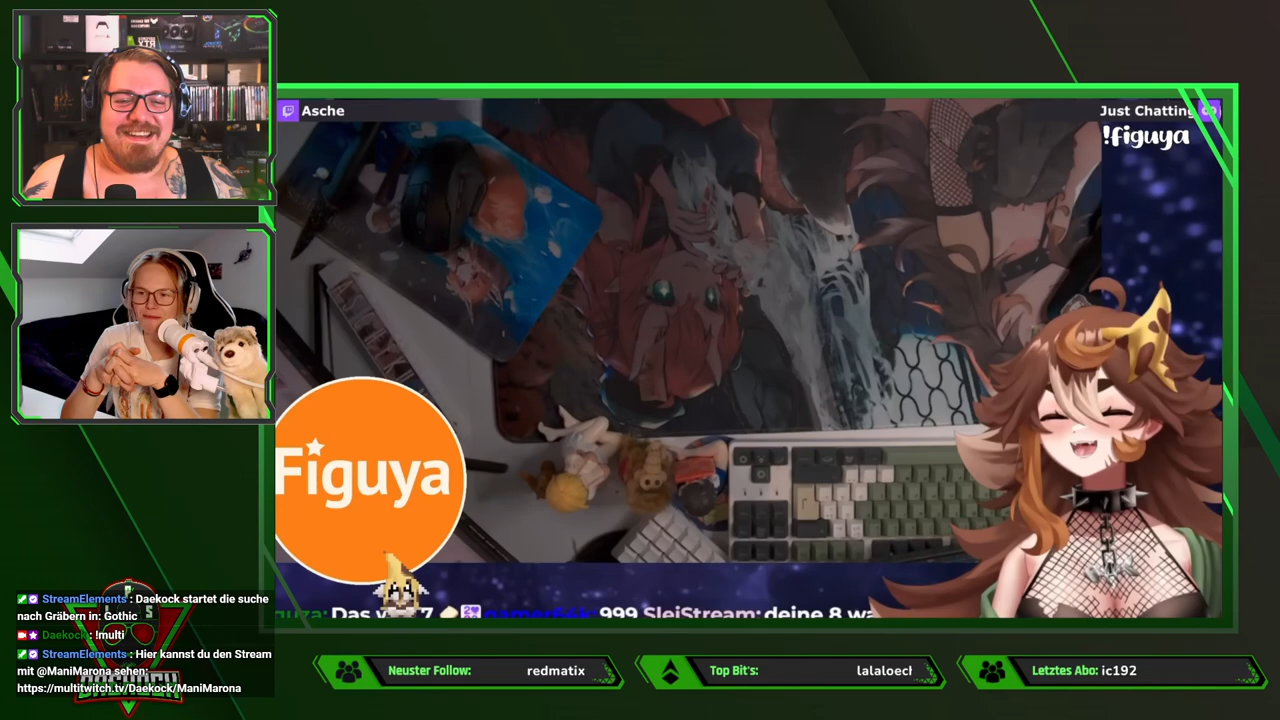 Asche
Just Chatting
!figuya
Figuya
Das
gamer66k: 999 SleiStream: deine 8 wa
StreamElements : Daekock startet die suche
nach Gräbern in: Gothic
Daekock : !multi
StreamElements : Hier kannst du den Stream
mit @ManiMarona sehen:
https://multitwitch.tv/Daekock/ManiMarona
Neuster Follow: redmatix
Top Bit's: lalaloecl
Letztes Abo: ic192